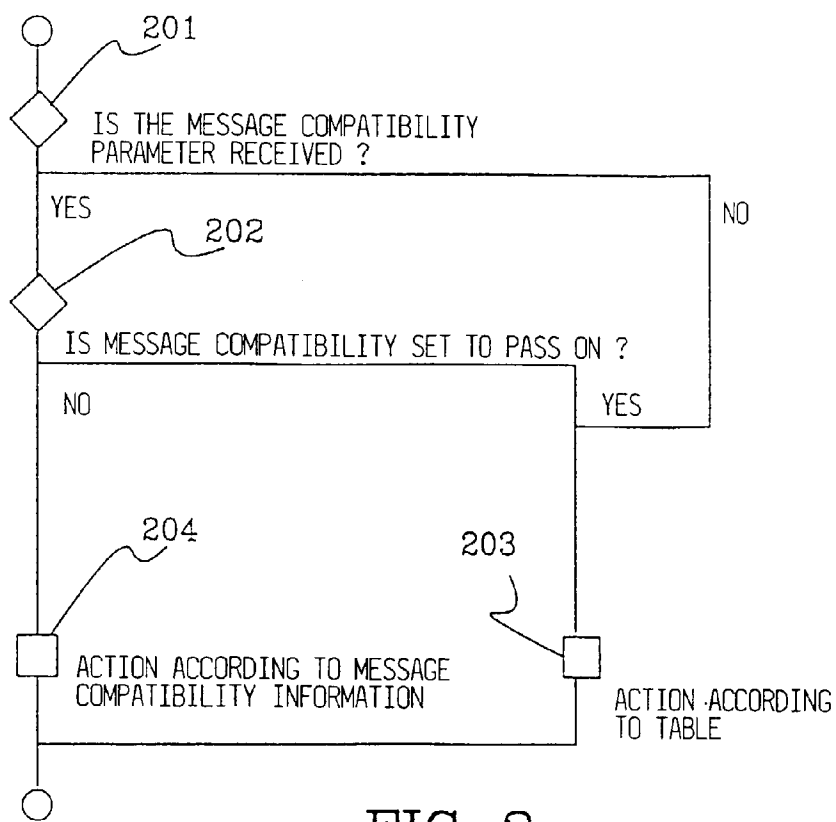 201
IS THE MESSAGE COMPATIBILITY
PARAMETER RECEIVED ?
YES
NO
202
IS MESSAGE COMPATIBILITY SET TO PASS ON ?
NO
YES
204
203
ACTION ACCORDING TO MESSAGE
COMPATIBILITY INFORMATION
ACTION ACCORDING
TO TABLE